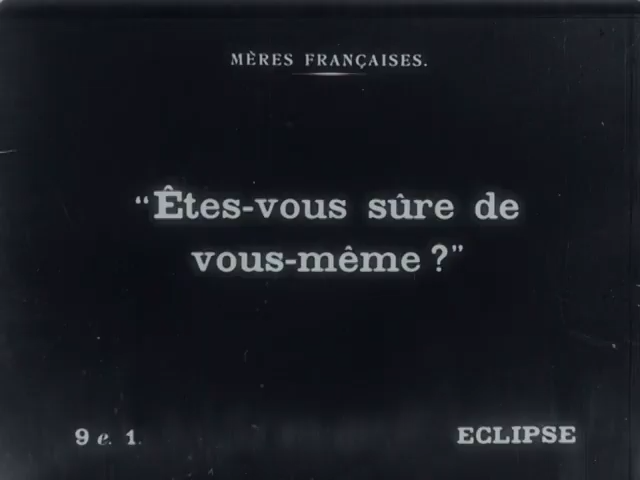 MÈRES FRANÇAISES.
“Êtes-vous sûre de
vous-même ?”
9 e. 1. ECLIPSE